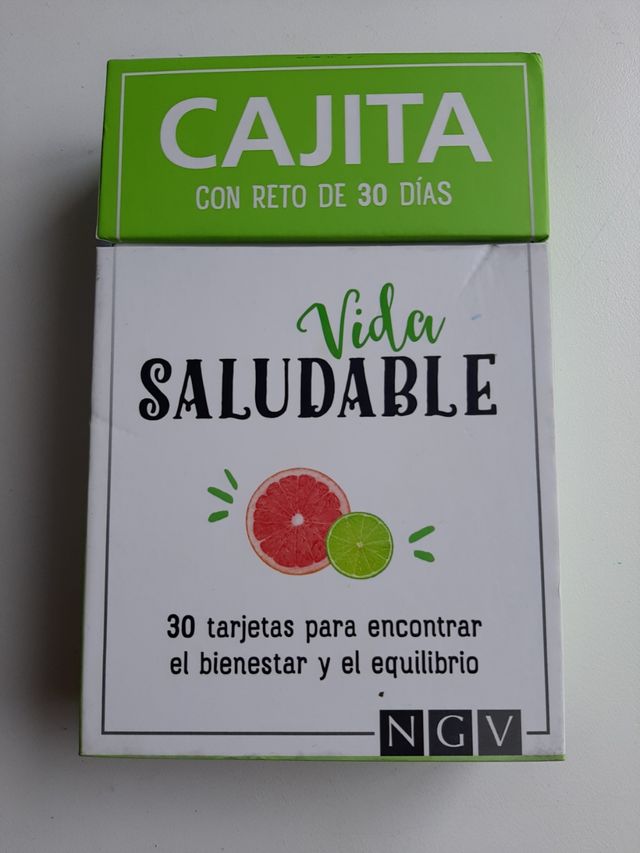 CAJITA
CON RETO DE 30 DÍAS
Vida
SALUDABLE
30 tarjetas para encontrar
el bienestar y el equilibrio
NGV